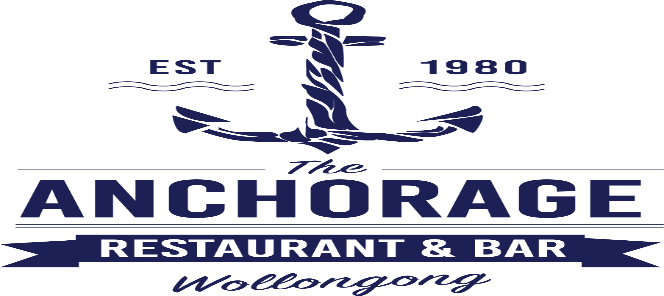 EST 1980
The
ANCHORAGE
RESTAURANT & BAR
Wollongong